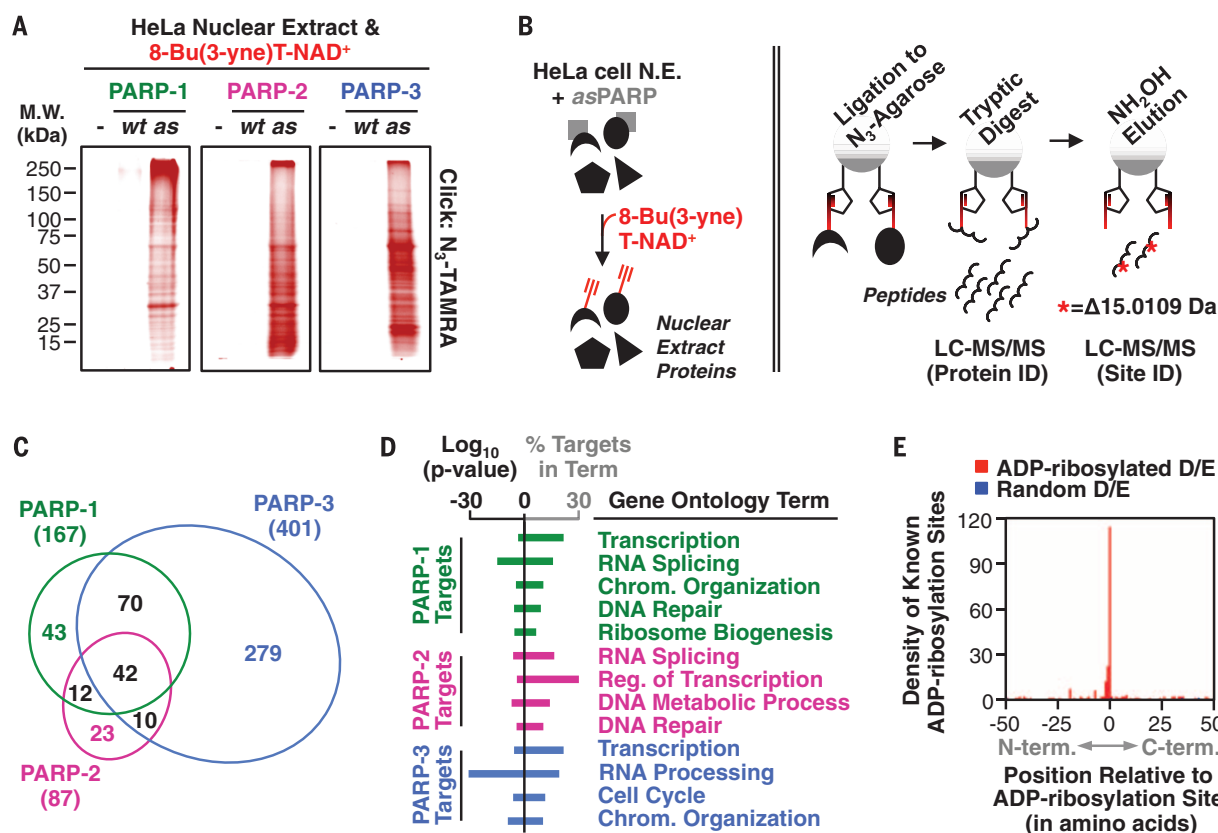 A
HeLa Nuclear Extract &
8-Bu(3-yne)T-NAD+
PARP-1 PARP-2 PARP-3
M.W.
(kDa)
- wt as - wt as - wt as
250
150
100
75
50
37
25
15
Click: N3-TAMRA
B
HeLa cell N.E.
+ asPARP
8-Bu(3-yne)
T-NAD+
Nuclear
Extract
Proteins
Ligation to
N3-Agarose
Tryptic
Digest
NH2OH
Elution
Peptides
*=Δ15.0109 Da
LC-MS/MS
(Protein ID)
LC-MS/MS
(Site ID)
C
PARP-1
(167)
PARP-3
(401)
70
43
42
279
12
10
23
PARP-2
(87)
D
Log10
(p-value)
% Targets
in Term
-30 0 30
Gene Ontology Term
PARP-1
Targets
Transcription
RNA Splicing
Chrom. Organization
DNA Repair
Ribosome Biogenesis
PARP-2
Targets
RNA Splicing
Reg. of Transcription
DNA Metabolic Process
DNA Repair
PARP-3
Targets
Transcription
RNA Processing
Cell Cycle
Chrom. Organization
E
ADP-ribosylated D/E
Random D/E
Density of Known
ADP-ribosylation Sites
120
90
60
30
0
-50 -25 0 25 50
N-term. C-term.
Position Relative to
ADP-ribosylation Site
(in amino acids)